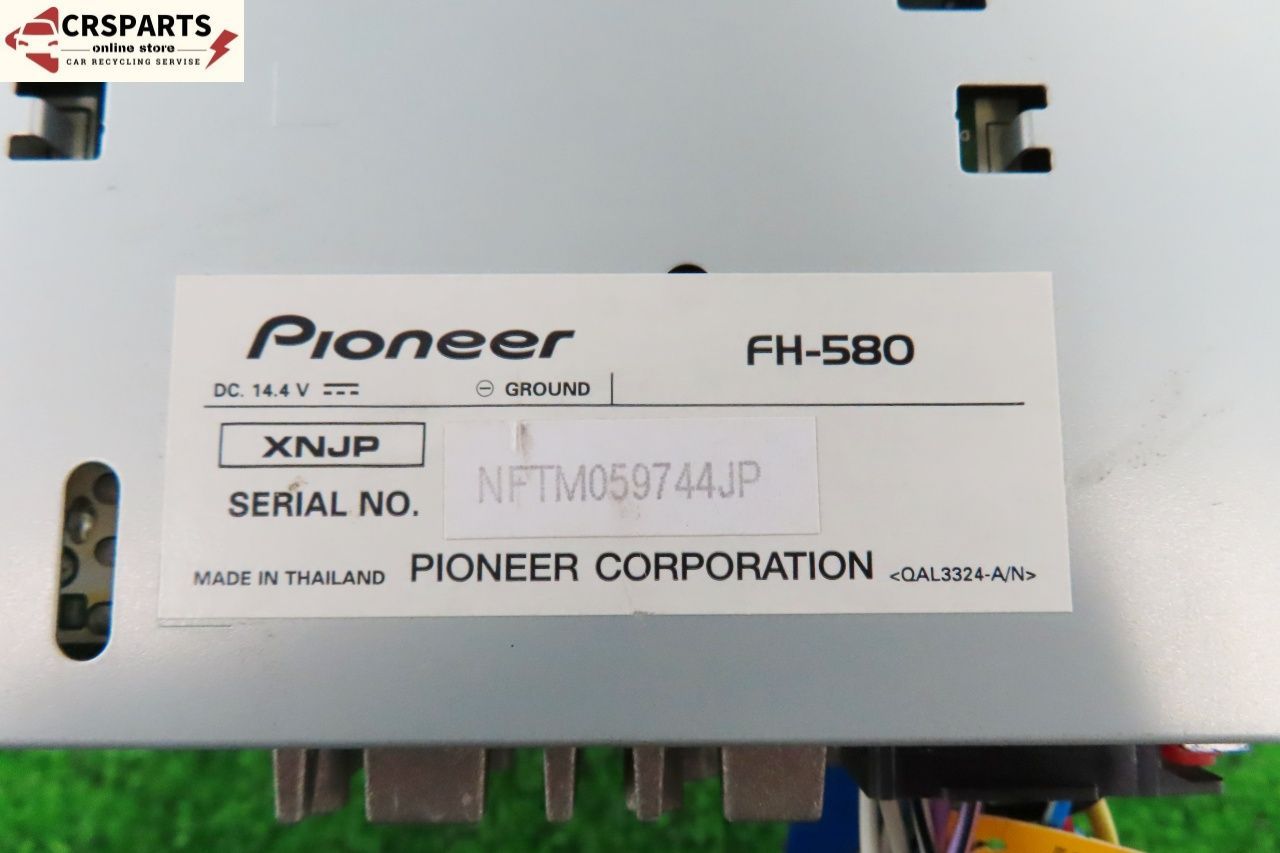 CRSPARTS
online store
CAR RECYCLING SERVISE
Pioneer FH-580
DC. 14.4 V ⎓ ⊖ GROUND
XNJP
SERIAL NO. NFTM059744JP
MADE IN THAILAND PIONEER CORPORATION <QAL3324-A/N>